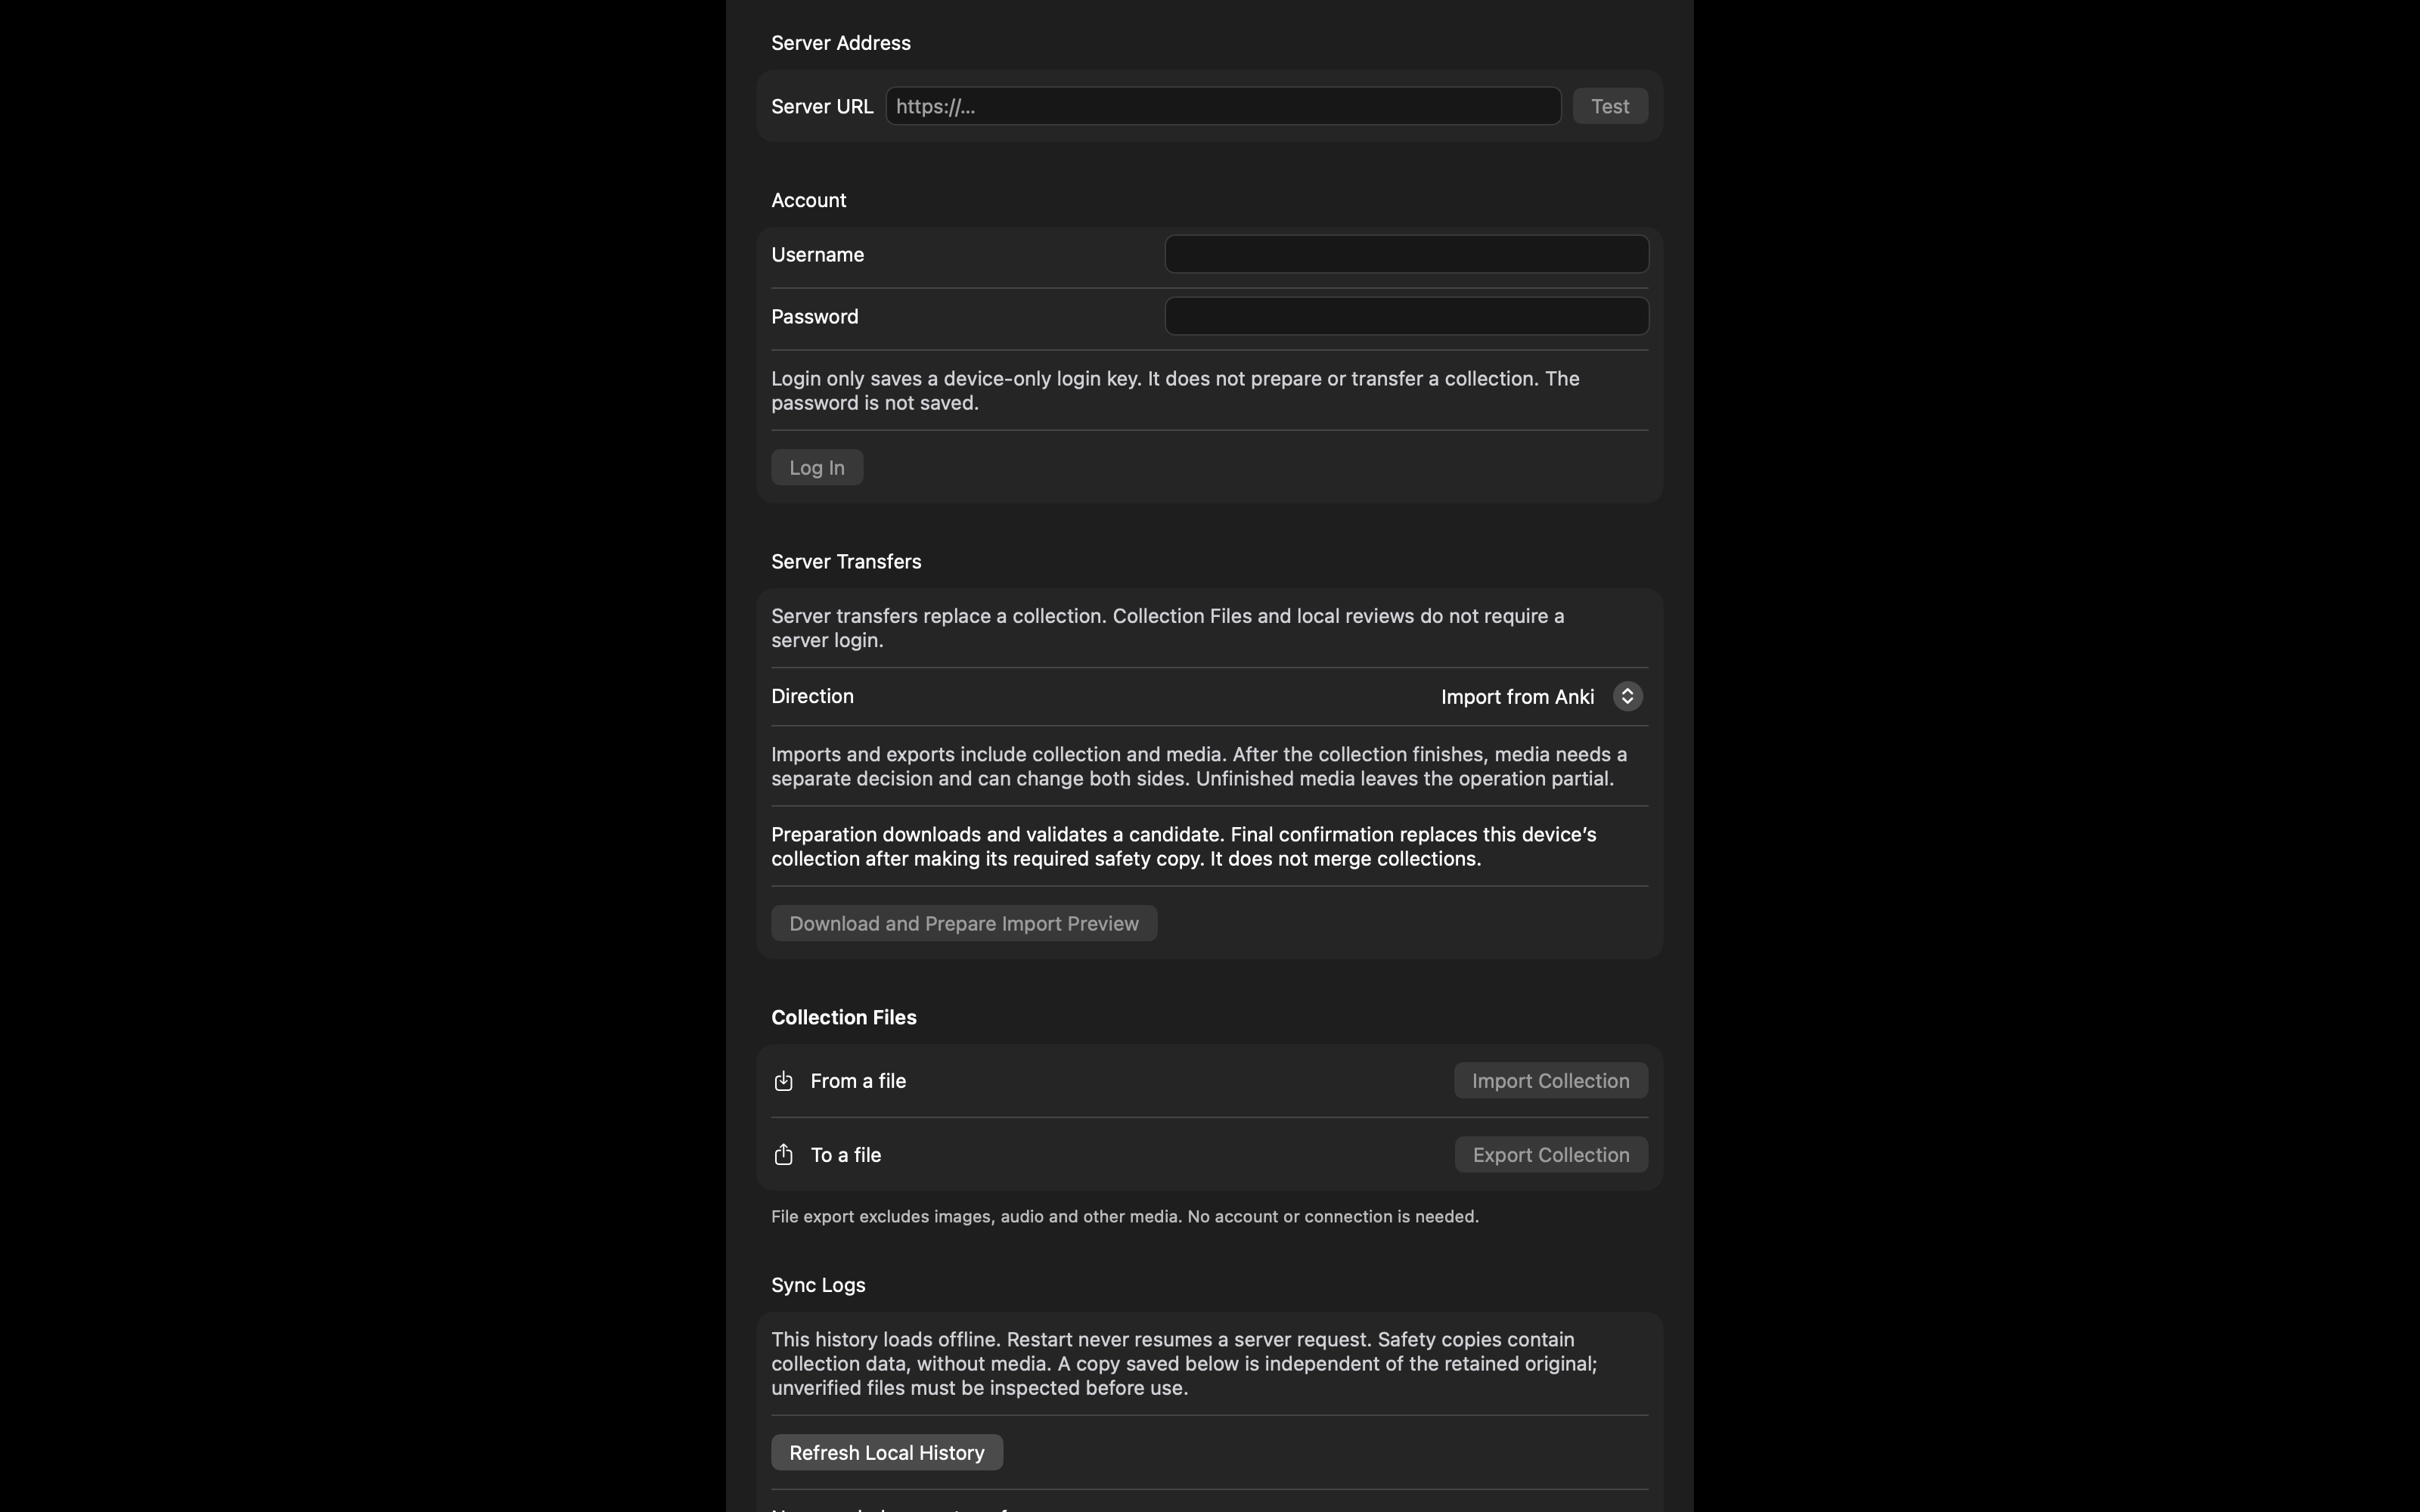 Server Address
Server URL https://... Test
Account
Username
Password
Login only saves a device-only login key. It does not prepare or transfer a collection. The
password is not saved.
Log In
Server Transfers
Server transfers replace a collection. Collection Files and local reviews do not require a
server login.
Direction Import from Anki
Imports and exports include collection and media. After the collection finishes, media needs a
separate decision and can change both sides. Unfinished media leaves the operation partial.
Preparation downloads and validates a candidate. Final confirmation replaces this device’s
collection after making its required safety copy. It does not merge collections.
Download and Prepare Import Preview
Collection Files
From a file Import Collection
To a file Export Collection
File export excludes images, audio and other media. No account or connection is needed.
Sync Logs
This history loads offline. Restart never resumes a server request. Safety copies contain
collection data, without media. A copy saved below is independent of the retained original;
unverified files must be inspected before use.
Refresh Local History